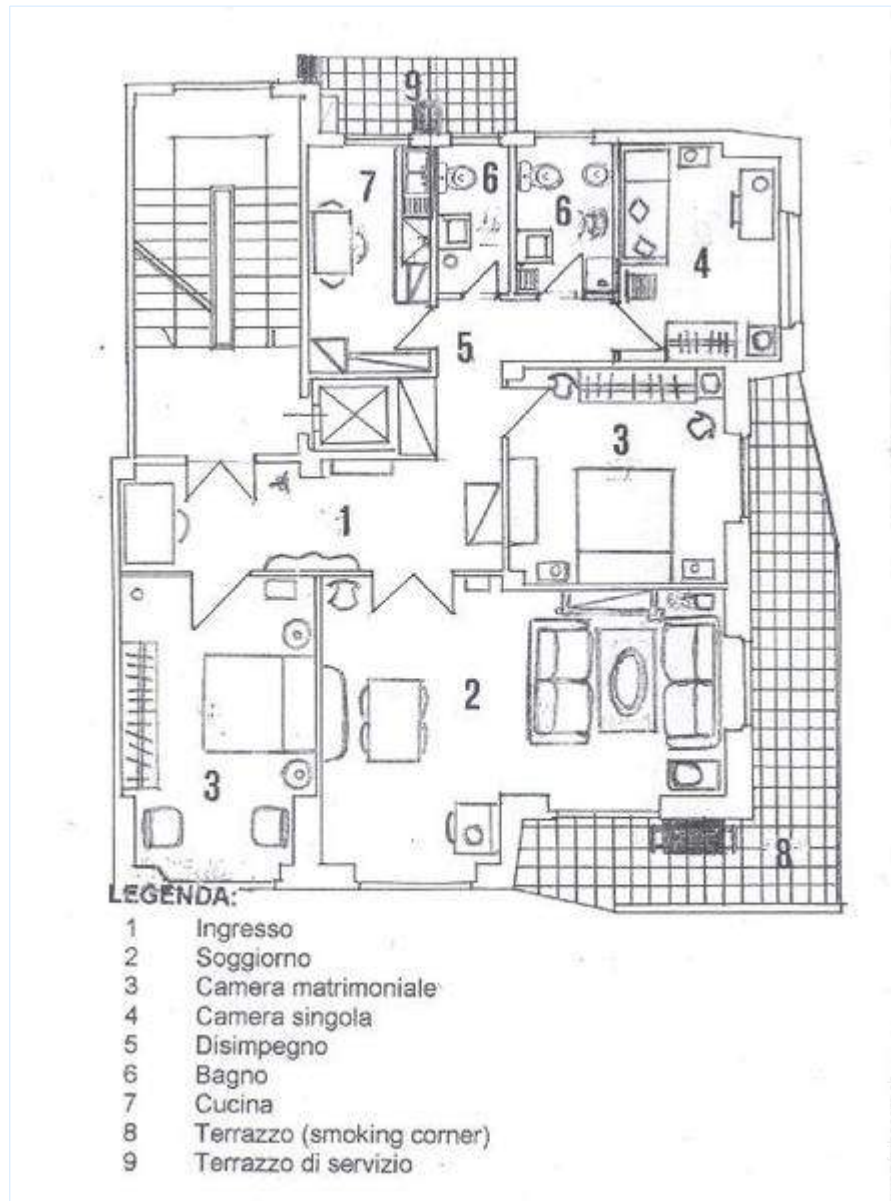 9
7
6
6
4
5
3
1
2
3
8
LEGENDA:
1 Ingresso
2 Soggiorno
3 Camera matrimoniale
4 Camera singola
5 Disimpegno
6 Bagno
7 Cucina
8 Terrazzo (smoking corner)
9 Terrazzo di servizio